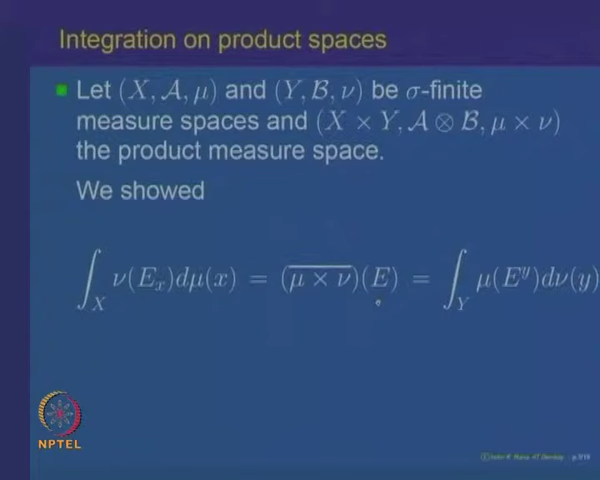 Integration on product spaces
Let (X, 𝒜, μ) and (Y, ℬ, ν) be σ-finite
measure spaces and (X × Y, 𝒜 ⊗ ℬ, μ × ν)
the product measure space.
We showed
∫_X ν(E_x)dμ(x) = (\overline{μ × ν})(E) = ∫_Y μ(E^y)dν(y)
NPTEL